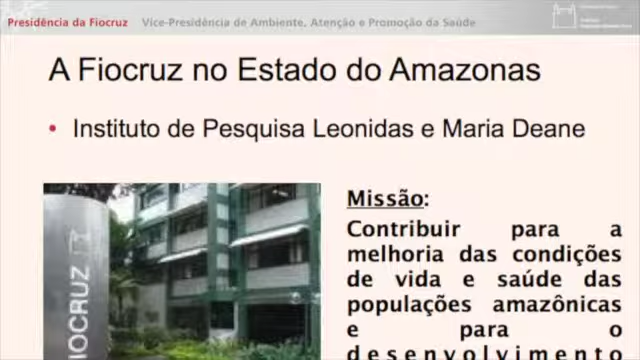 Presidência da Fiocruz Vice-Presidência de Ambiente, Atenção e Promoção da Saúde
A Fiocruz no Estado do Amazonas
• Instituto de Pesquisa Leonidas e Maria Deane
FIOCRUZ
Missão:
Contribuir para a
melhoria das condições
de vida e saúde das
populações amazônicas
e para o
desenvolvimento